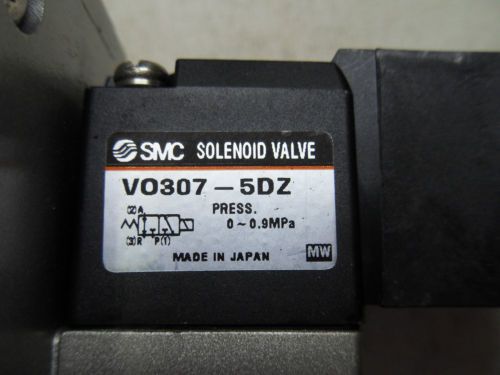 SMC SOLENOID VALVE
VO307-5DZ
(2)A
(3)R P(1)
PRESS.
0~0.9MPa
MADE IN JAPAN
MW